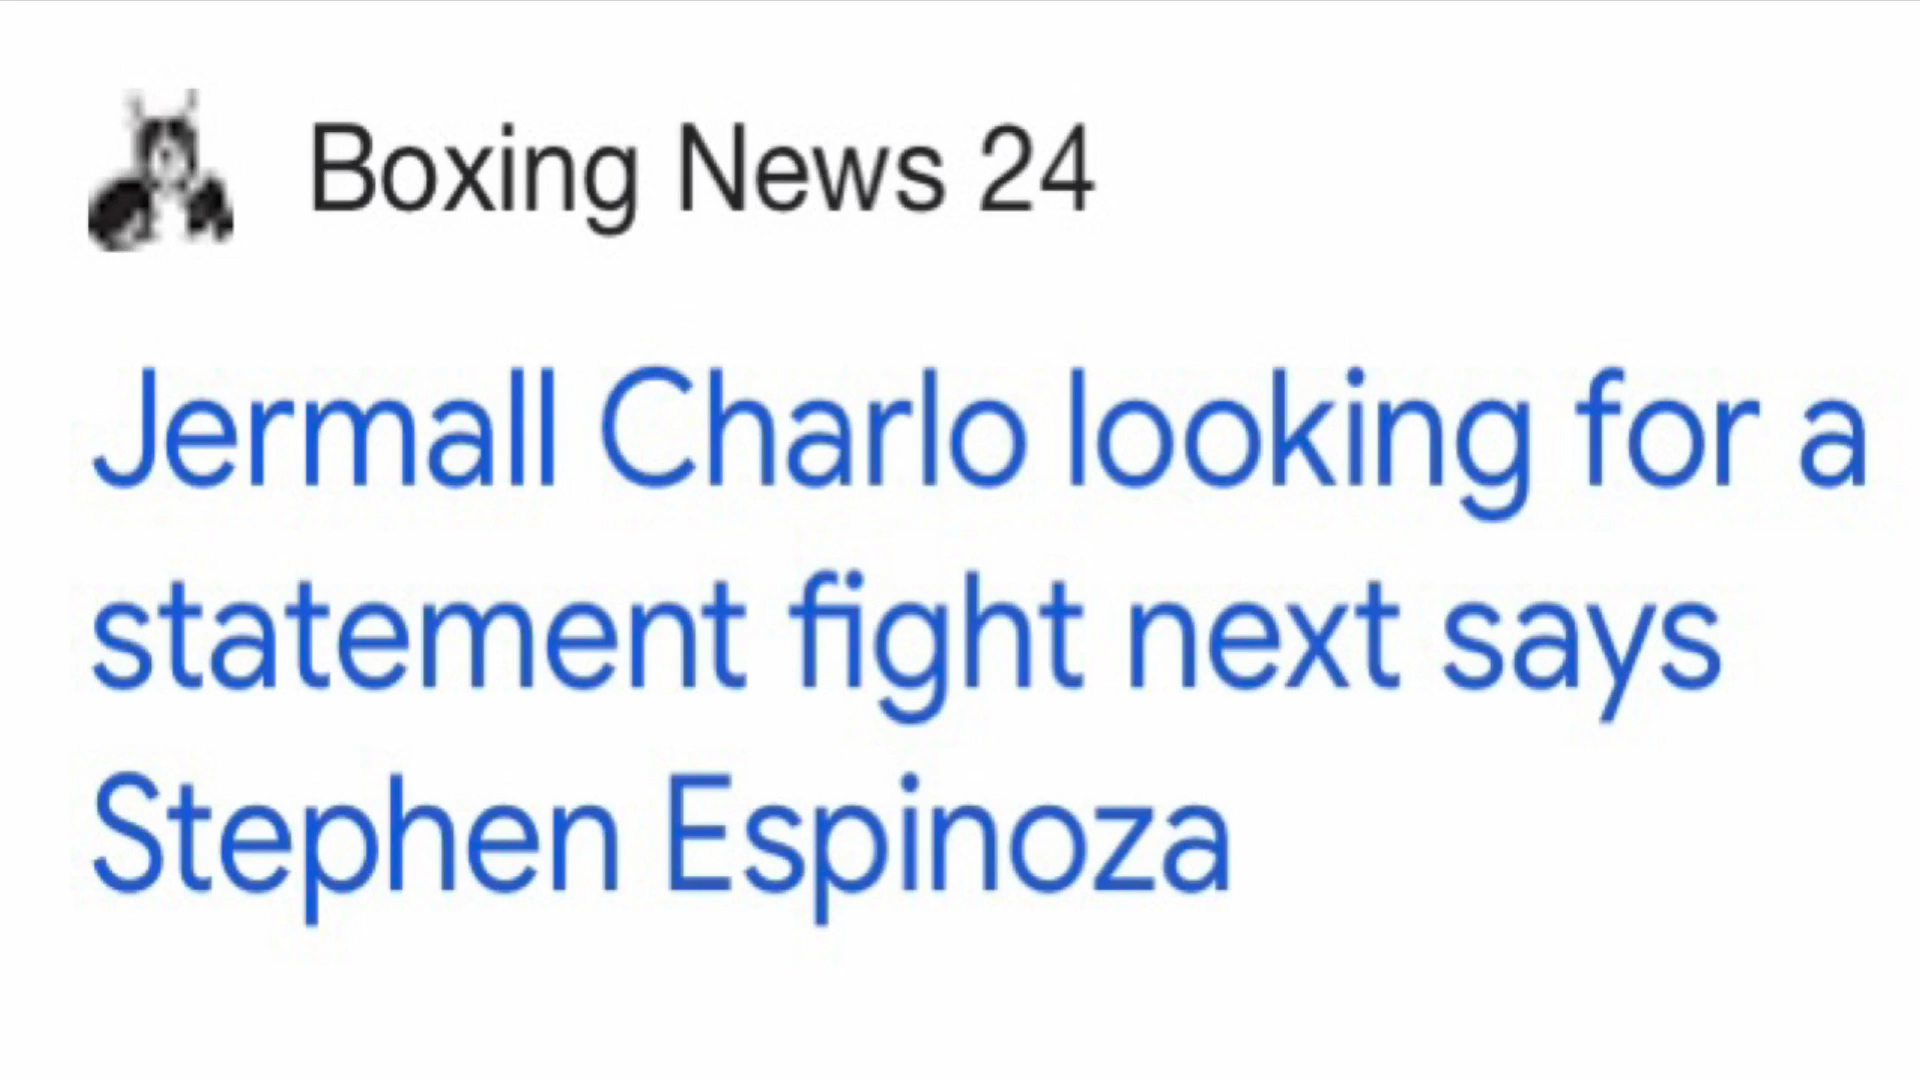 Boxing News 24
Jermall Charlo looking for a
statement fight next says
Stephen Espinoza